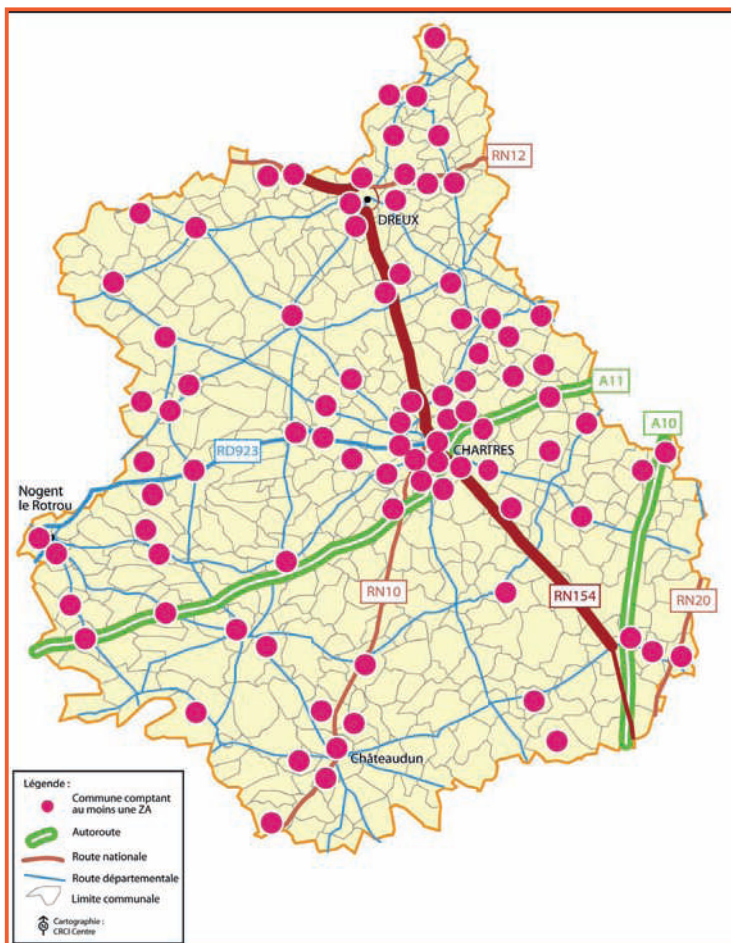 RN12
DREUX
A11
A10
CHARTRES
RD923
Nogent
le Rotrou
RN10
RN154
RN20
Châteaudun
Légende :
Commune comptant
au moins une ZA
Autoroute
Route nationale
Route départementale
Limite communale
N
Cartographie :
CRCI Centre